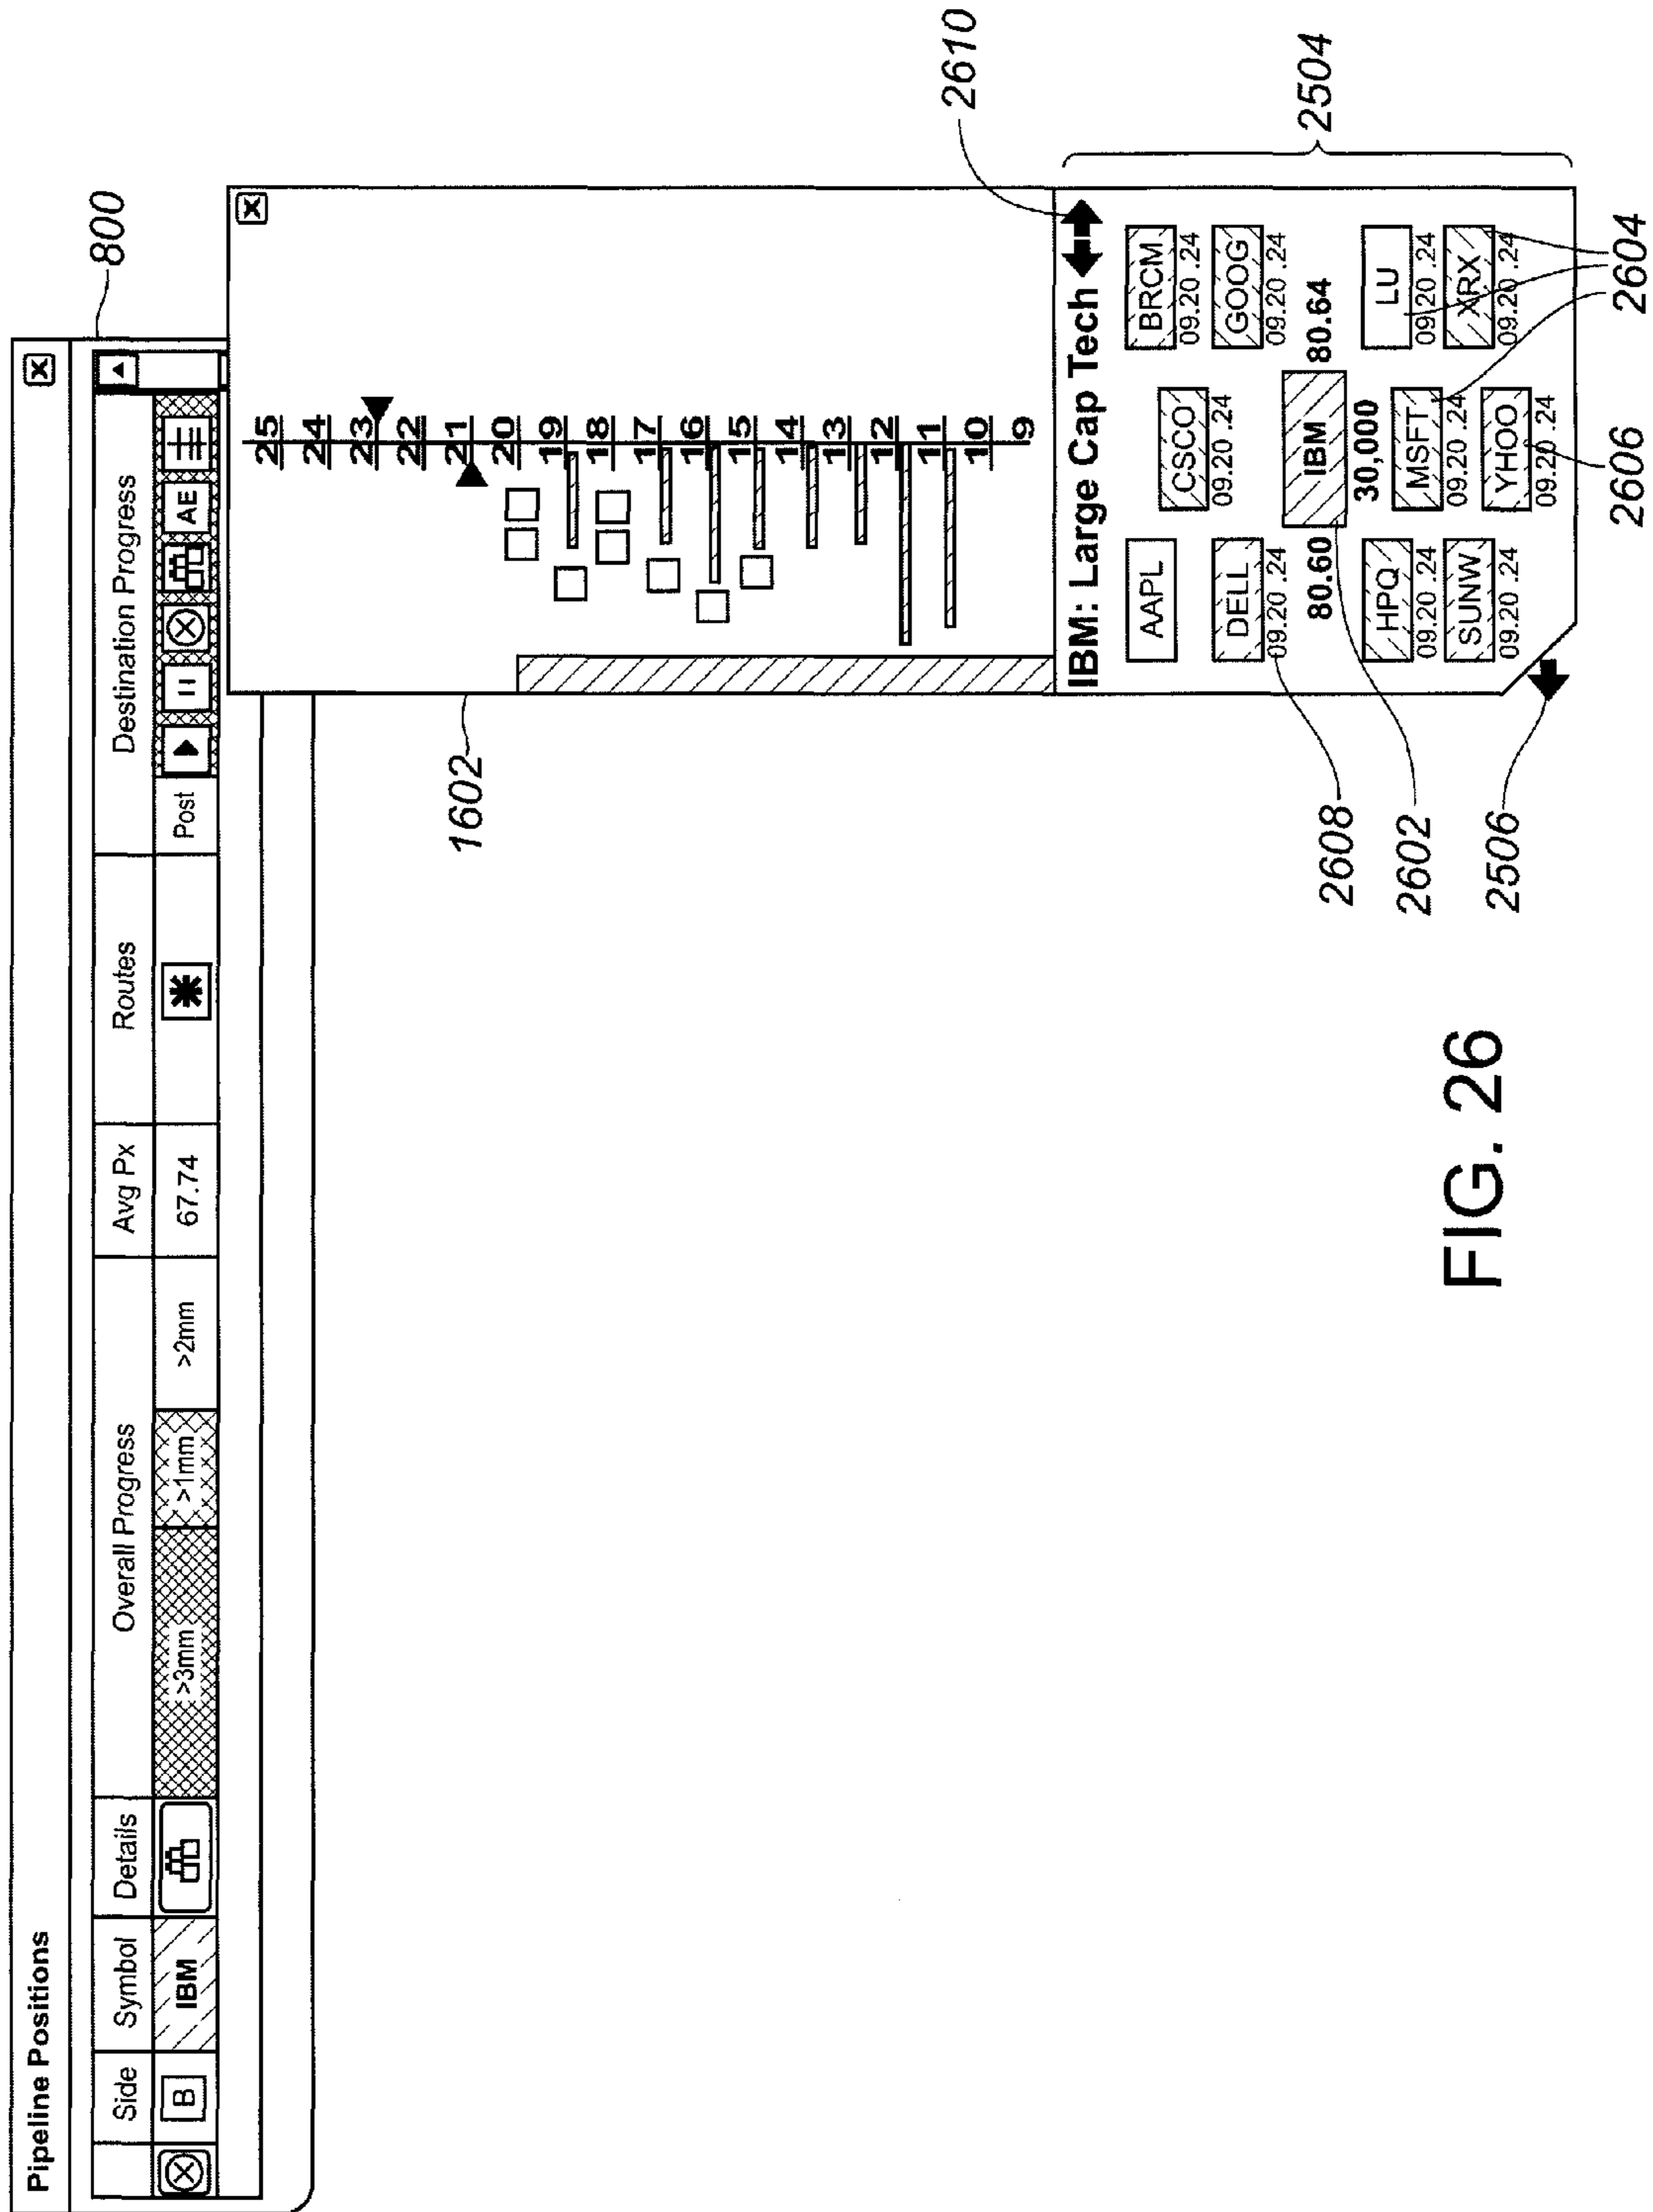 Pipeline Positions
800
Side Symbol Details Overall Progress Avg Px Routes Destination Progress
B IBM >3mm >1mm >2mm 67.74 Post AE
1602
25
24
23
22
21
20
19
18
17
16
15
14
13
12
11
10
9
2610
IBM: Large Cap Tech
2504
AAPL CSCO BRCM
09.20 .24 09.20 .24
DELL GOOG
09.20 .24 09.20 .24
2608
80.60 IBM 80.64
30,000
2602
HPQ MSFT LU
09.20 .24 09.20 .24 09.20 .24
SUNW YHOO XRX
09.20 .24 09.20 .24 09.20 .24
2506
2606
2604
FIG. 26